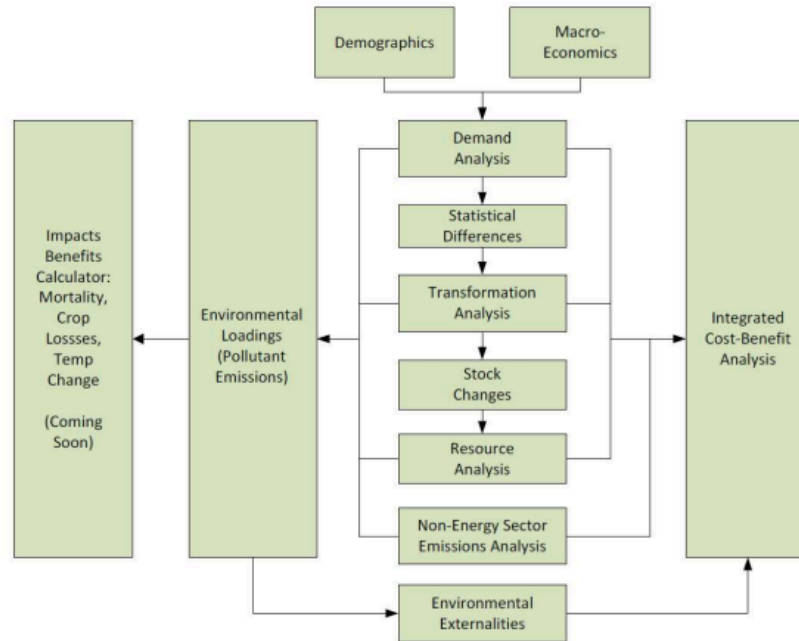 Demographics
Macro-
Economics
Demand
Analysis
Statistical
Differences
Impacts
Benefits
Calculator:
Mortality,
Crop
Lossses,
Temp
Change
(Coming
Soon)
Environmental
Loadings
(Pollutant
Emissions)
Transformation
Analysis
Integrated
Cost-Benefit
Analysis
Stock
Changes
Resource
Analysis
Non-Energy Sector
Emissions Analysis
Environmental
Externalities